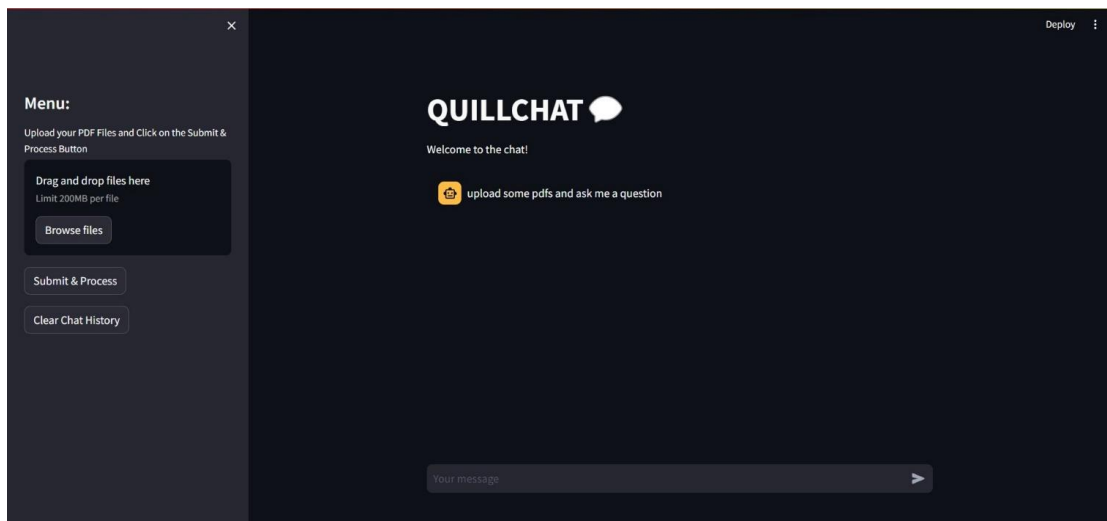 Deploy
Menu:
Upload your PDF Files and Click on the Submit &
Process Button
Drag and drop files here
Limit 200MB per file
Browse files
Submit & Process
Clear Chat History
QUILLCHAT
Welcome to the chat!
upload some pdfs and ask me a question
Your message